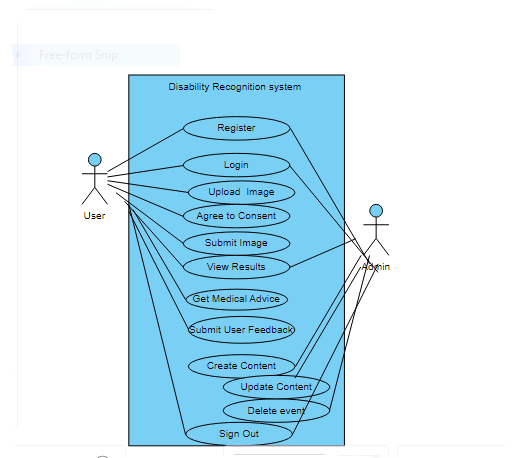 Free-form Snip
Disability Recognition system
Register
Login
Upload Image
Agree to Consent
Submit Image
View Results
Get Medical Advice
Submit User Feedback
Create Content
Update Content
Delete event
Sign Out
User
Admin